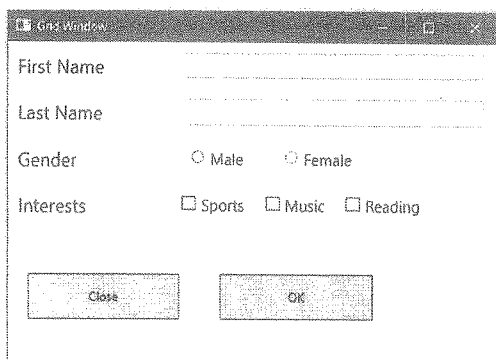 Grid Window
First Name
Last Name
Gender Male Female
Interests Sports Music Reading
Close OK